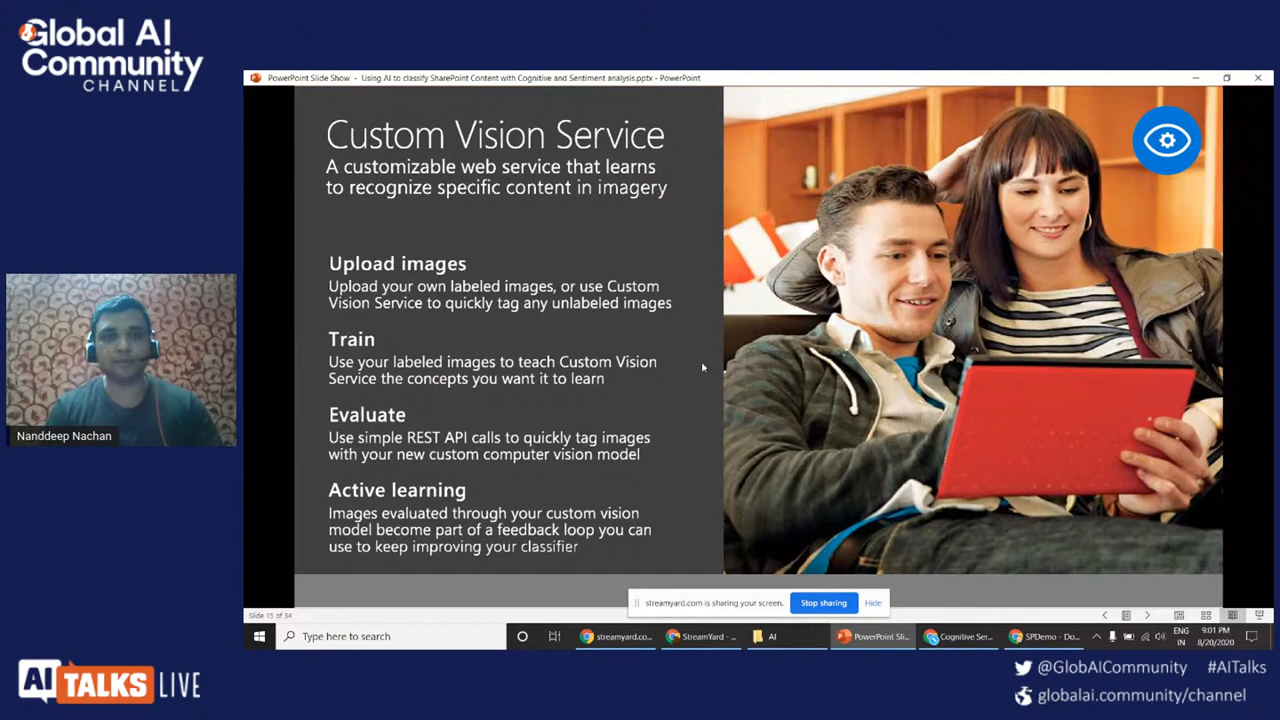 Global AI
Community
CHANNEL
PowerPoint Slide Show - Using AI to classify SharePoint Content with Cognitive and Sentiment analysis.pptx - PowerPoint
Custom Vision Service
A customizable web service that learns
to recognize specific content in imagery
Upload images
Upload your own labeled images, or use Custom
Vision Service to quickly tag any unlabeled images
Train
Use your labeled images to teach Custom Vision
Service the concepts you want it to learn
Evaluate
Use simple REST API calls to quickly tag images
with your new custom computer vision model
Active learning
Images evaluated through your custom vision
model become part of a feedback loop you can
use to keep improving your classifier
Nanddeep Nachan
streamyard.com is sharing your screen.
Stop sharing
Hide
Slide 15 of 34
Type here to search
streamyard.co...
StreamYard - ...
AI
PowerPoint Sli...
Cognitive Ser...
SPDemo - Do...
ENG
IN
9:01 PM
8/20/2020
AI TALKS LIVE
@GlobAICommunity #AITalks
globalai.community/channel